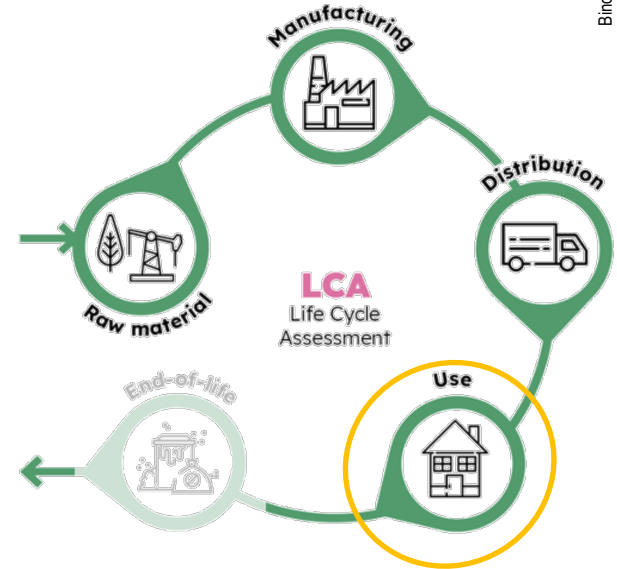 Manufacturing
Distribution
Raw material
LCA
Life Cycle
Assessment
Use
End-of-life